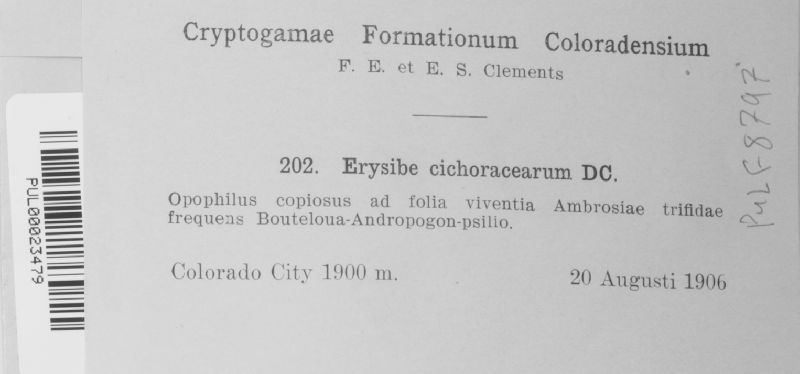 Cryptogamae Formationum Coloradensium
F. E. et E. S. Clements
202. Erysibe cichoracearum DC.
Opophilus copiosus ad folia viventia Ambrosiae trifidae
frequens Bouteloua-Andropogon-psilio.
Colorado City 1900 m.
20 Augusti 1906
PUL00023479
PUL F8797